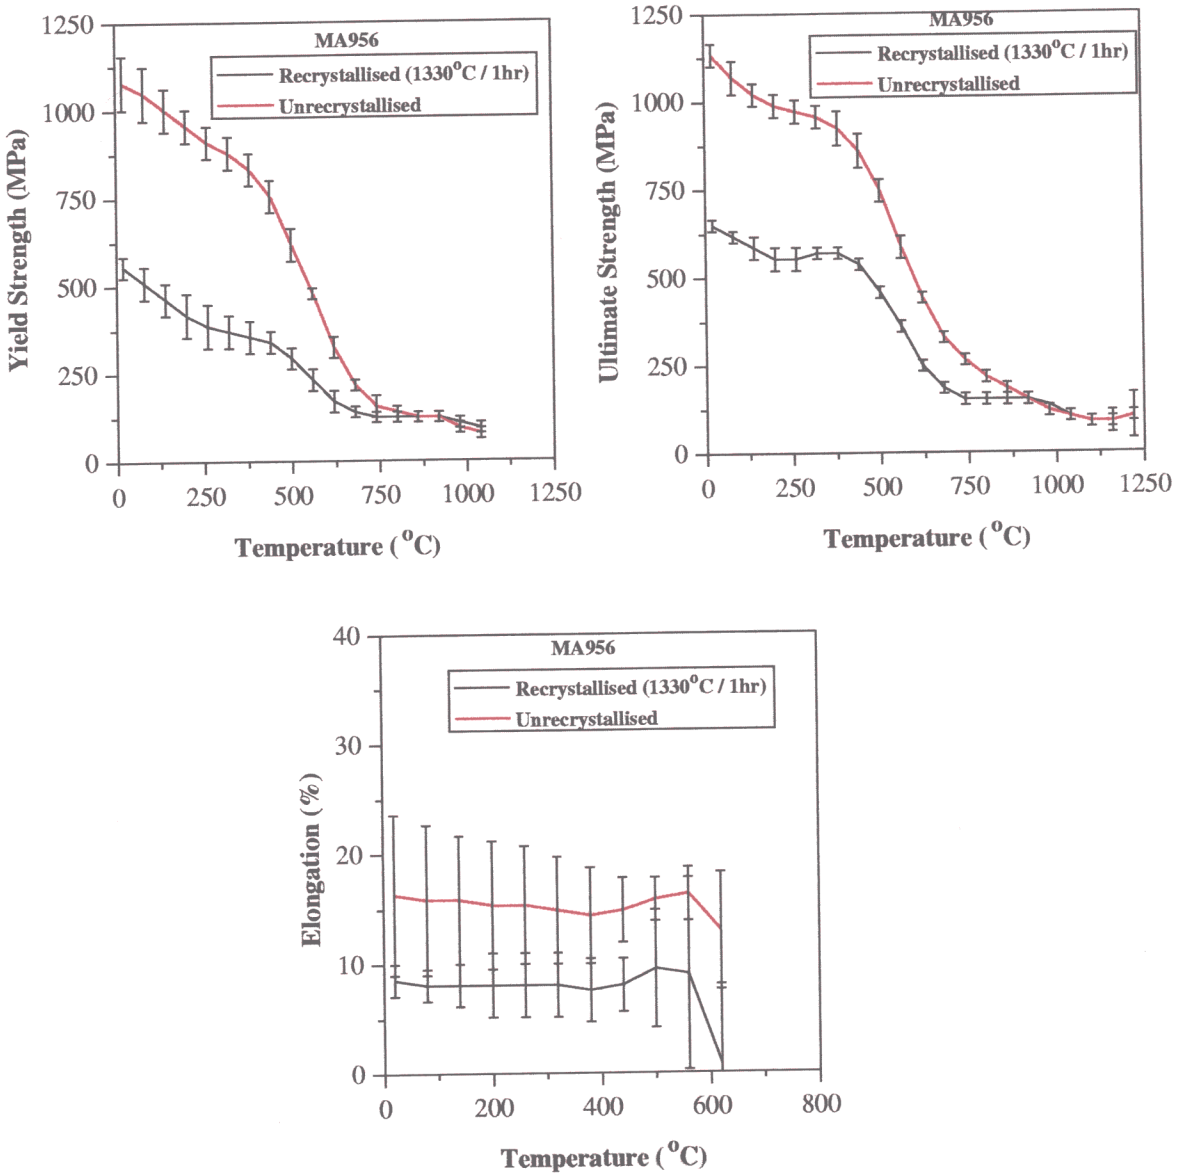 MA956
Recrystallised (1330°C / 1hr)
Unrecrystallised
Yield Strength (MPa)
1250
1000
750
500
250
0
0 250 500 750 1000 1250
Temperature (°C)
MA956
Recrystallised (1330°C / 1hr)
Unrecrystallised
Ultimate Strength (MPa)
1250
1000
750
500
250
0
0 250 500 750 1000 1250
Temperature (°C)
MA956
Recrystallised (1330°C / 1hr)
Unrecrystallised
Elongation (%)
40
30
20
10
0
0 200 400 600 800
Temperature (°C)